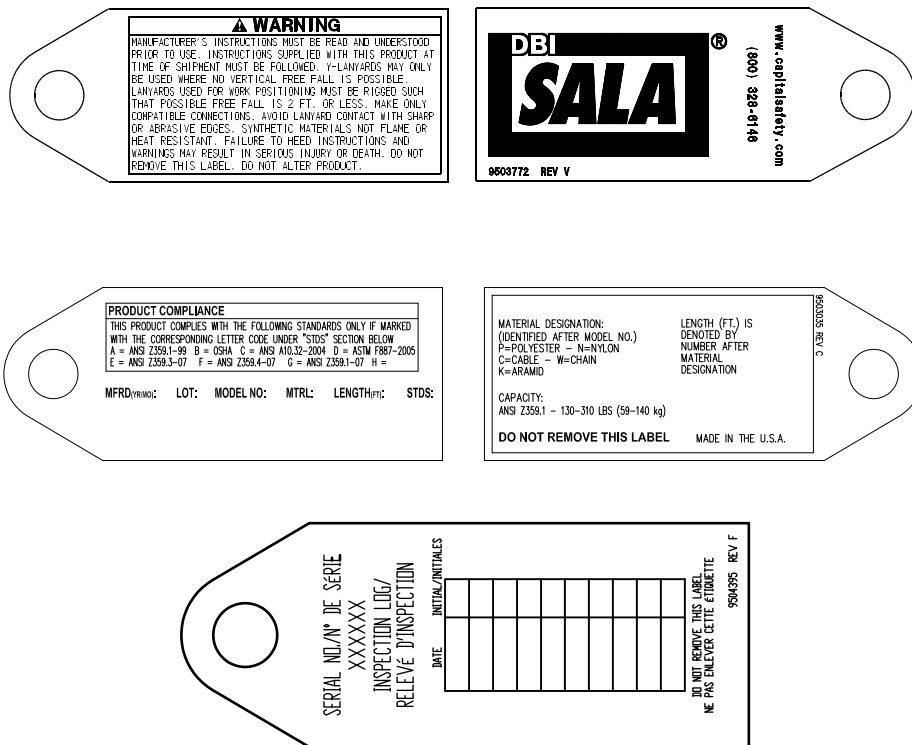 ⚠ WARNING
MANUFACTURER'S INSTRUCTIONS MUST BE READ AND UNDERSTOOD
PRIOR TO USE. INSTRUCTIONS SUPPLIED WITH THIS PRODUCT AT
TIME OF SHIPMENT MUST BE FOLLOWED. Y-LANYARDS MAY ONLY
BE USED WHERE NO VERTICAL FREE FALL IS POSSIBLE.
LANYARDS USED FOR WORK POSITIONING MUST BE RIGGED SUCH
THAT POSSIBLE FREE FALL IS 2 FT. OR LESS. MAKE ONLY
COMPATIBLE CONNECTIONS. AVOID LANYARD CONTACT WITH SHARP
OR ABRASIVE EDGES. SYNTHETIC MATERIALS NOT FLAME OR
HEAT RESISTANT. FAILURE TO HEED INSTRUCTIONS AND
WARNINGS MAY RESULT IN SERIOUS INJURY OR DEATH. DO NOT
REMOVE THIS LABEL. DO NOT ALTER PRODUCT.
DBI
SALA
®
www.capitalsafety.com
(800) 328-6146
9503772 REV V
PRODUCT COMPLIANCE
THIS PRODUCT COMPLIES WITH THE FOLLOWING STANDARDS ONLY IF MARKED
WITH THE CORRESPONDING LETTER CODE UNDER "STDS" SECTION BELOW
A = ANSI Z359.1-99 B = OSHA C = ANSI A10.32-2004 D = ASTM F887-2005
E = ANSI Z359.3-07 F = ANSI Z359.4-07 G = ANSI Z359.1-07 H =
MFRD(YR/MO): LOT: MODEL NO: MTRL: LENGTH(FT): STDS:
MATERIAL DESIGNATION:
(IDENTIFIED AFTER MODEL NO.)
P=POLYESTER - N=NYLON
C=CABLE - W=CHAIN
K=ARAMID
LENGTH (FT.) IS
DENOTED BY
NUMBER AFTER
MATERIAL
DESIGNATION
CAPACITY:
ANSI Z359.1 - 130-310 LBS (59-140 kg)
DO NOT REMOVE THIS LABEL MADE IN THE U.S.A.
9503035 REV C
SERIAL NO./N° DE SÉRIE
XXXXXX
INSPECTION LOG/
RELEVÉ D'INSPECTION
DATE INITIAL/INITIALES
DO NOT REMOVE THIS LABEL
NE PAS ENLEVER CETTE ÉTIQUETTE
9504395 REV F